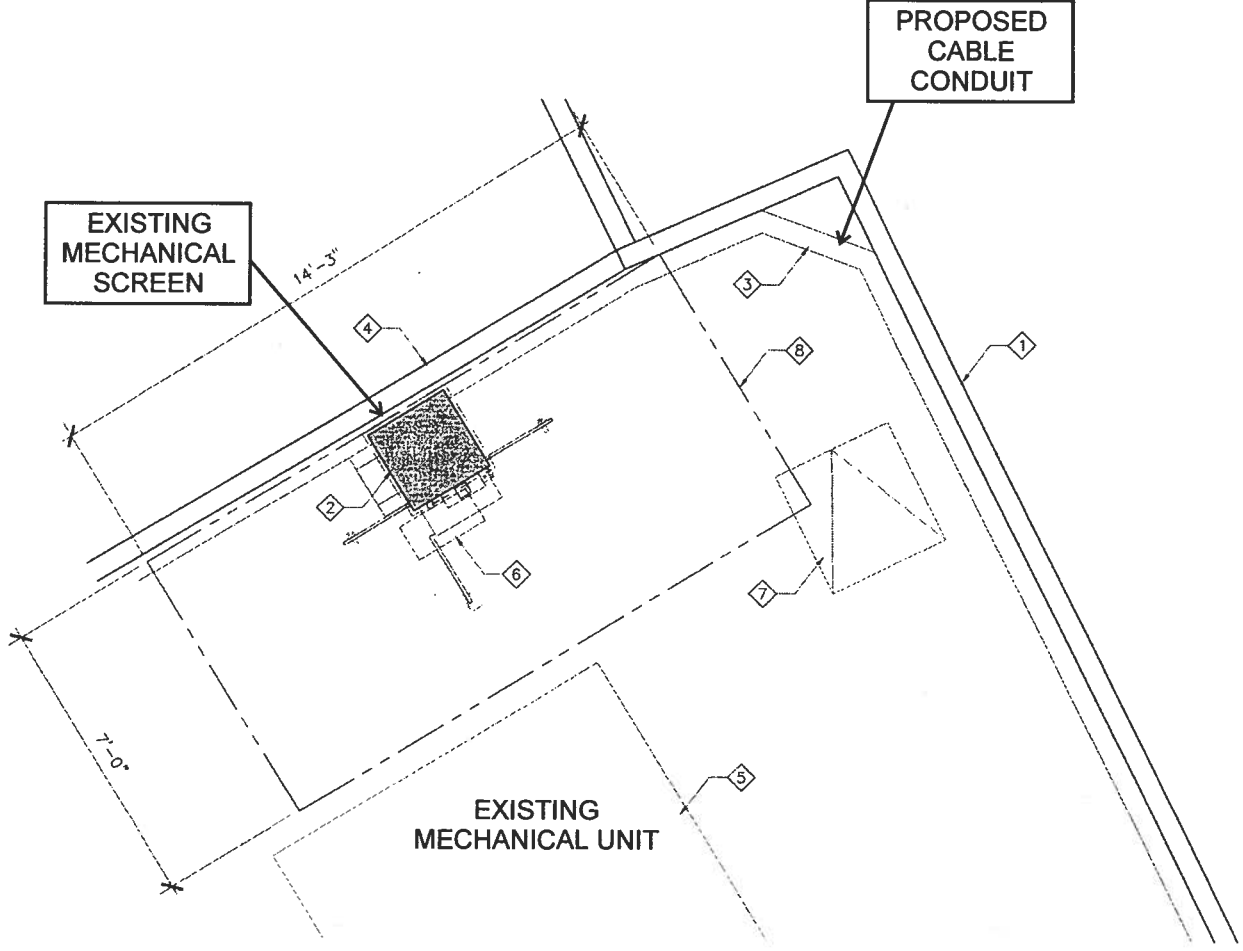 PROPOSED
CABLE
CONDUIT
EXISTING
MECHANICAL
SCREEN
14'-3"
3
4
8
1
2
6
7
7'-0"
5
EXISTING
MECHANICAL UNIT